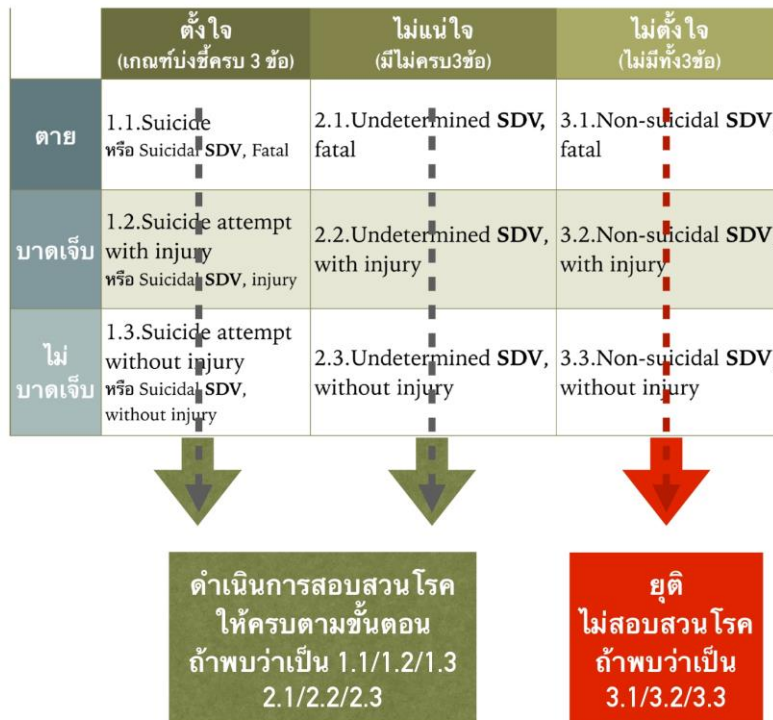 ตั้งใจ
(เกณฑ์บ่งชี้ครบ 3 ข้อ)
ไม่แน่ใจ
(มีไม่ครบ3ข้อ)
ไม่ตั้งใจ
(ไม่มีทั้ง3ข้อ)
ตาย
1.1.Suicide
หรือ Suicidal SDV, Fatal
2.1.Undetermined SDV,
fatal
3.1.Non-suicidal SDV
fatal
บาดเจ็บ
1.2.Suicide attempt
with injury
หรือ Suicidal SDV, injury
2.2.Undetermined SDV,
with injury
3.2.Non-suicidal SDV
with injury
ไม่
บาดเจ็บ
1.3.Suicide attempt
without injury
หรือ Suicidal SDV,
without injury
2.3.Undetermined SDV,
without injury
3.3.Non-suicidal SDV,
without injury
ดำเนินการสอบสวนโรค
ให้ครบตามขั้นตอน
ถ้าพบว่าเป็น 1.1/1.2/1.3
2.1/2.2/2.3
ยุติ
ไม่สอบสวนโรค
ถ้าพบว่าเป็น
3.1/3.2/3.3